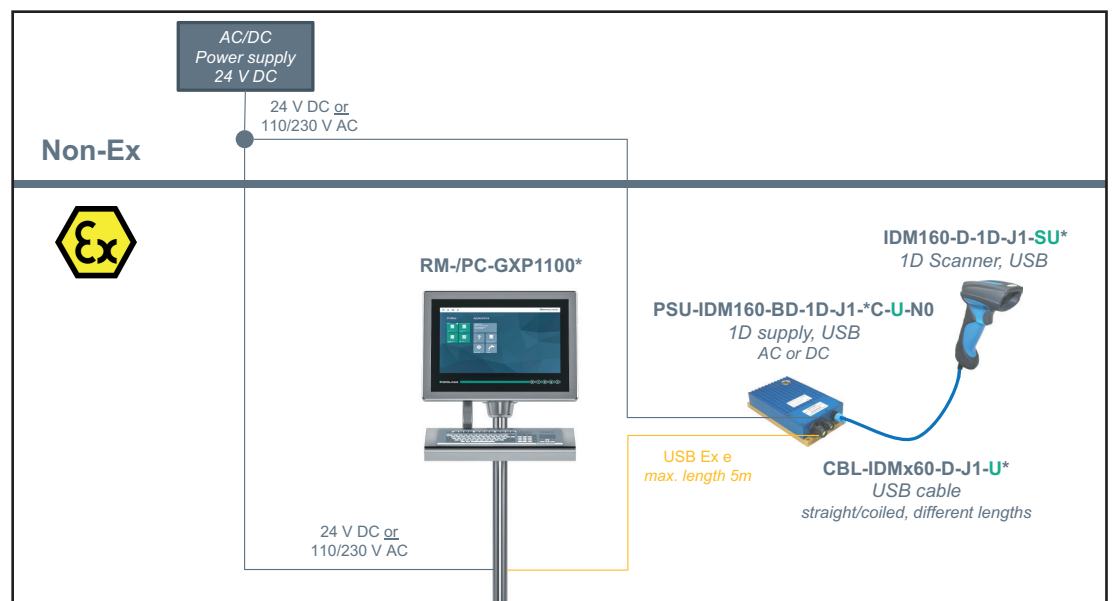 AC/DC
Power supply
24 V DC
24 V DC or
110/230 V AC
Non-Ex
Ex
IDM160-D-1D-J1-SU*
1D Scanner, USB
RM-/PC-GXP1100*
PSU-IDM160-BD-1D-J1-*C-U-N0
1D supply, USB
AC or DC
USB Ex e
max. length 5m
CBL-IDMx60-D-J1-U*
USB cable
straight/coiled, different lengths
24 V DC or
110/230 V AC